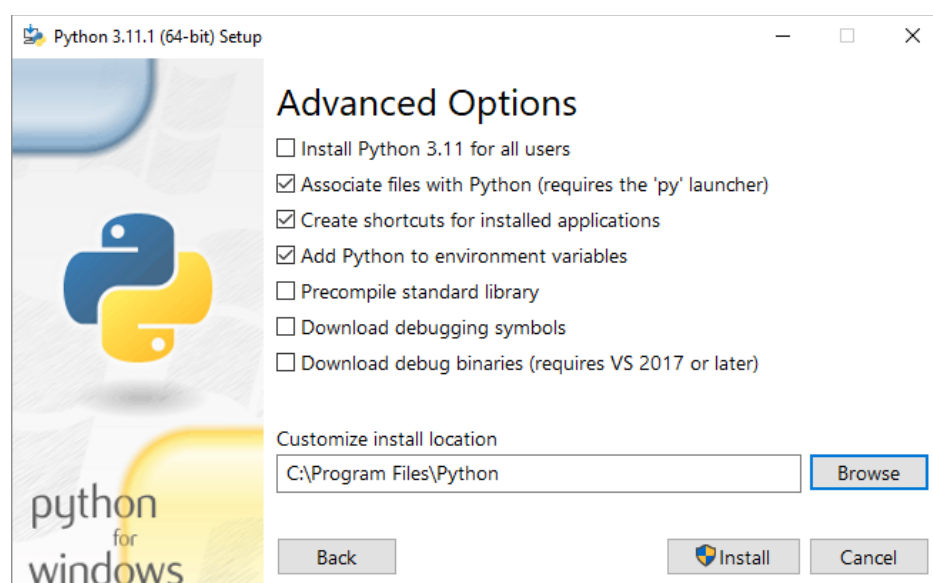 Python 3.11.1 (64-bit) Setup
Advanced Options
Install Python 3.11 for all users
Associate files with Python (requires the 'py' launcher)
Create shortcuts for installed applications
Add Python to environment variables
Precompile standard library
Download debugging symbols
Download debug binaries (requires VS 2017 or later)
Customize install location
C:\Program Files\Python
Browse
python
for
windows
Back
Install
Cancel